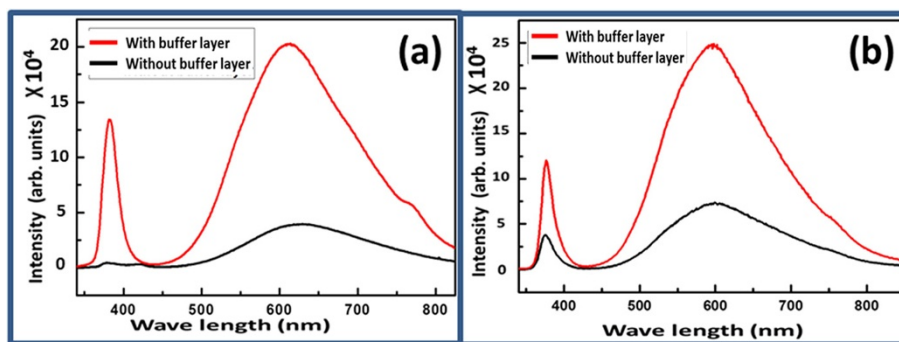 (a)
With buffer layer
Without buffer layer
Intensity (arb. units) X 10⁴
20
15
10
5
0
400 500 600 700 800
Wave length (nm)
(b)
With buffer layer
Without buffer layer
Intensity (arb. units) X 10⁴
25
20
15
10
5
0
400 500 600 700 800
Wave length (nm)